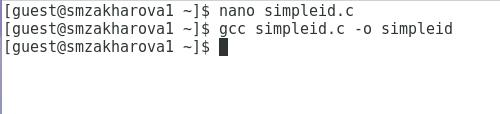 [guest@smzakharova1 ~]$ nano simpleid.c
[guest@smzakharova1 ~]$ gcc simpleid.c -o simpleid
[guest@smzakharova1 ~]$